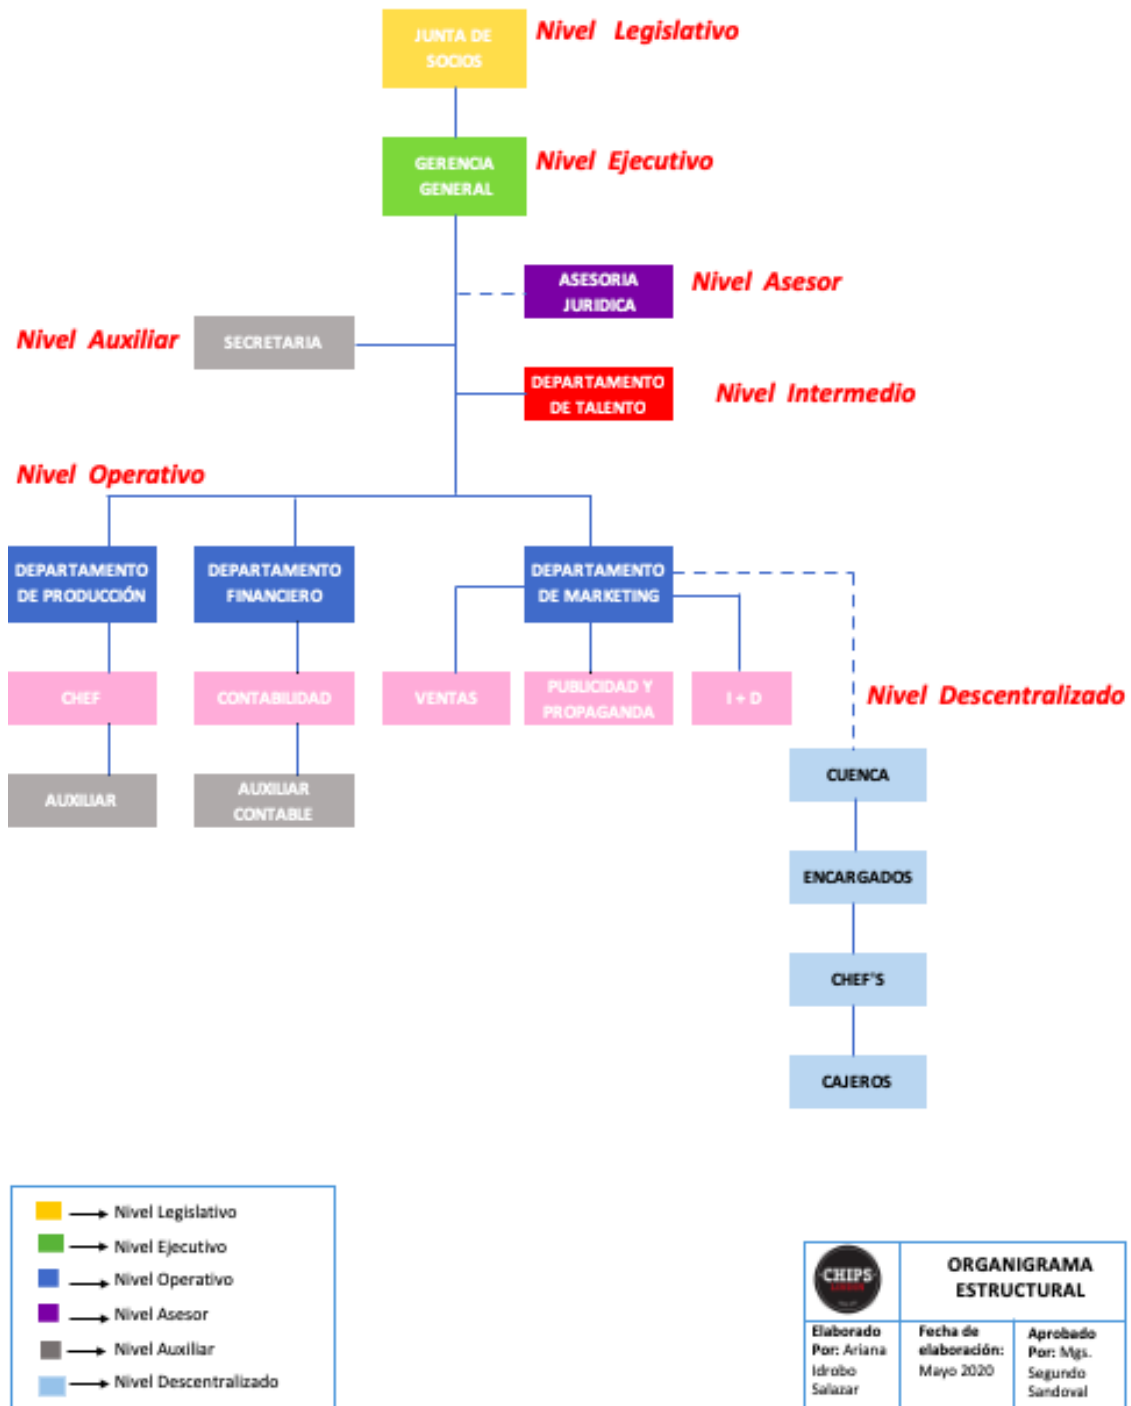 JUNTA DE
SOCIOS
Nivel Legislativo
GERENCIA
GENERAL
Nivel Ejecutivo
ASESORIA
JURIDICA
Nivel Asesor
Nivel Auxiliar
SECRETARIA
DEPARTAMENTO
DE TALENTO
Nivel Intermedio
Nivel Operativo
DEPARTAMENTO
DE PRODUCCIÓN
DEPARTAMENTO
FINANCIERO
DEPARTAMENTO
DE MARKETING
CHEF
CONTABILIDAD
VENTAS
PUBLICIDAD Y
PROPAGANDA
I + D
Nivel Descentralizado
AUXILIAR
AUXILIAR
CONTABLE
CUENCA
ENCARGADOS
CHEF'S
CAJEROS
Nivel Legislativo
Nivel Ejecutivo
Nivel Operativo
Nivel Asesor
Nivel Auxiliar
Nivel Descentralizado
CHIPS
ORGANIGRAMA
ESTRUCTURAL
Elaborado
Por: Ariana
Idrobo
Salazar
Fecha de
elaboración:
Mayo 2020
Aprobado
Por: Mgs.
Segundo
Sandoval